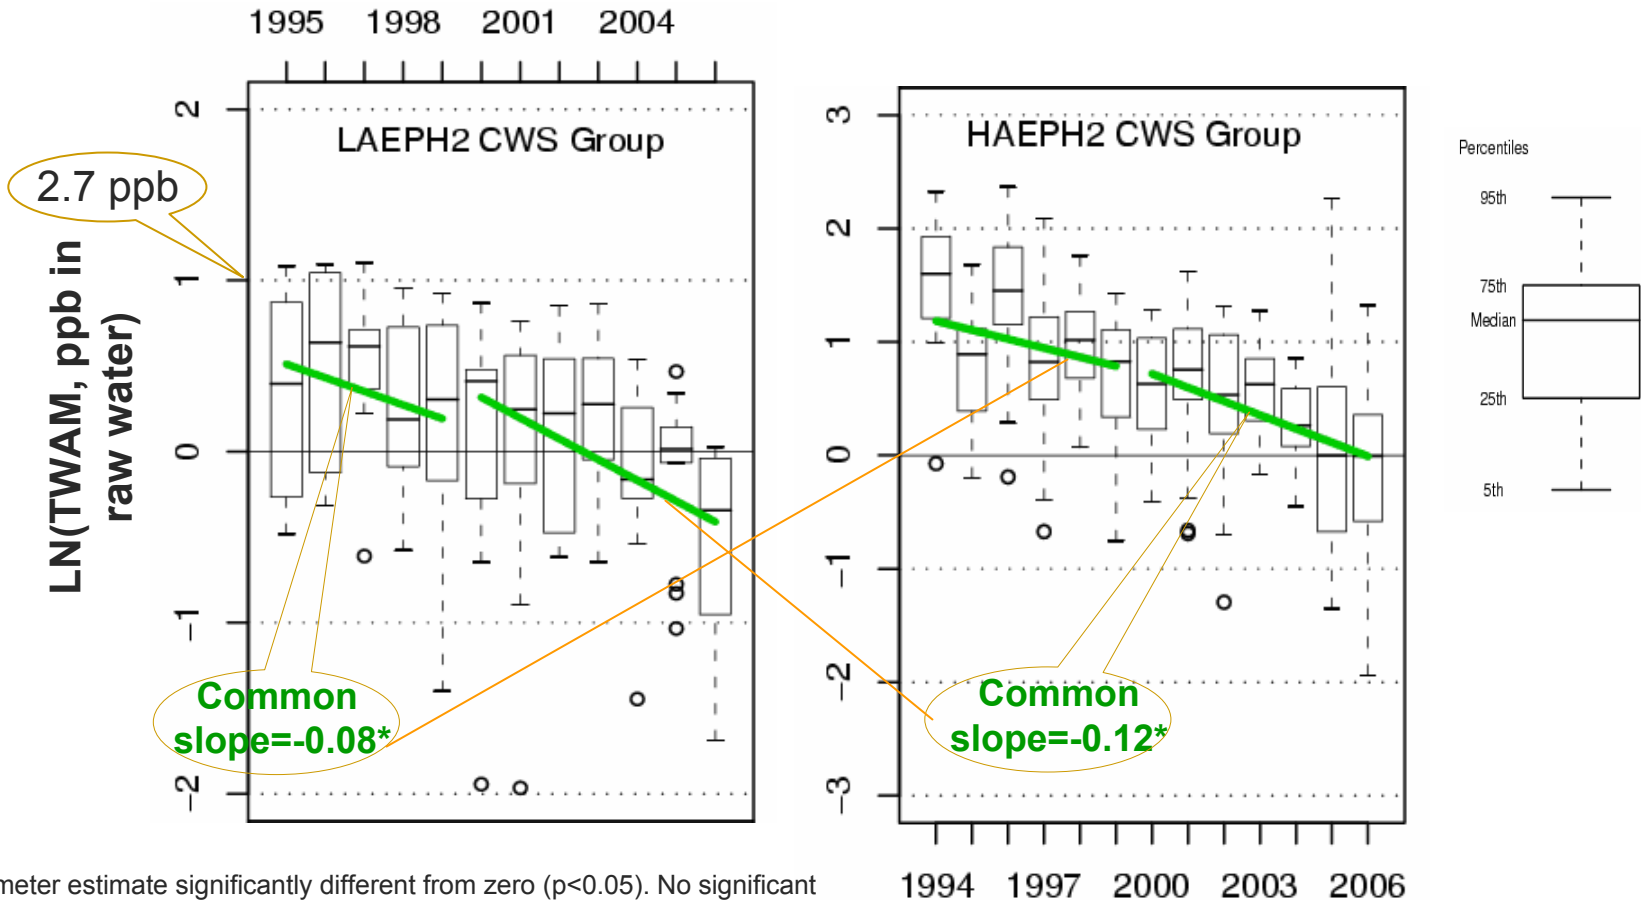 1995 1998 2001 2004
2
1
0
−1
−2
LAEPH2 CWS Group
2.7 ppb
LN(TWAM, ppb in
raw water)
Common
slope=-0.08*
3
2
1
0
−1
−2
−3
HAEPH2 CWS Group
Common
slope=-0.12*
1994 1997 2000 2003 2006
Percentiles
95th
75th
Median
25th
5th
meter estimate significantly different from zero (p<0.05). No significant